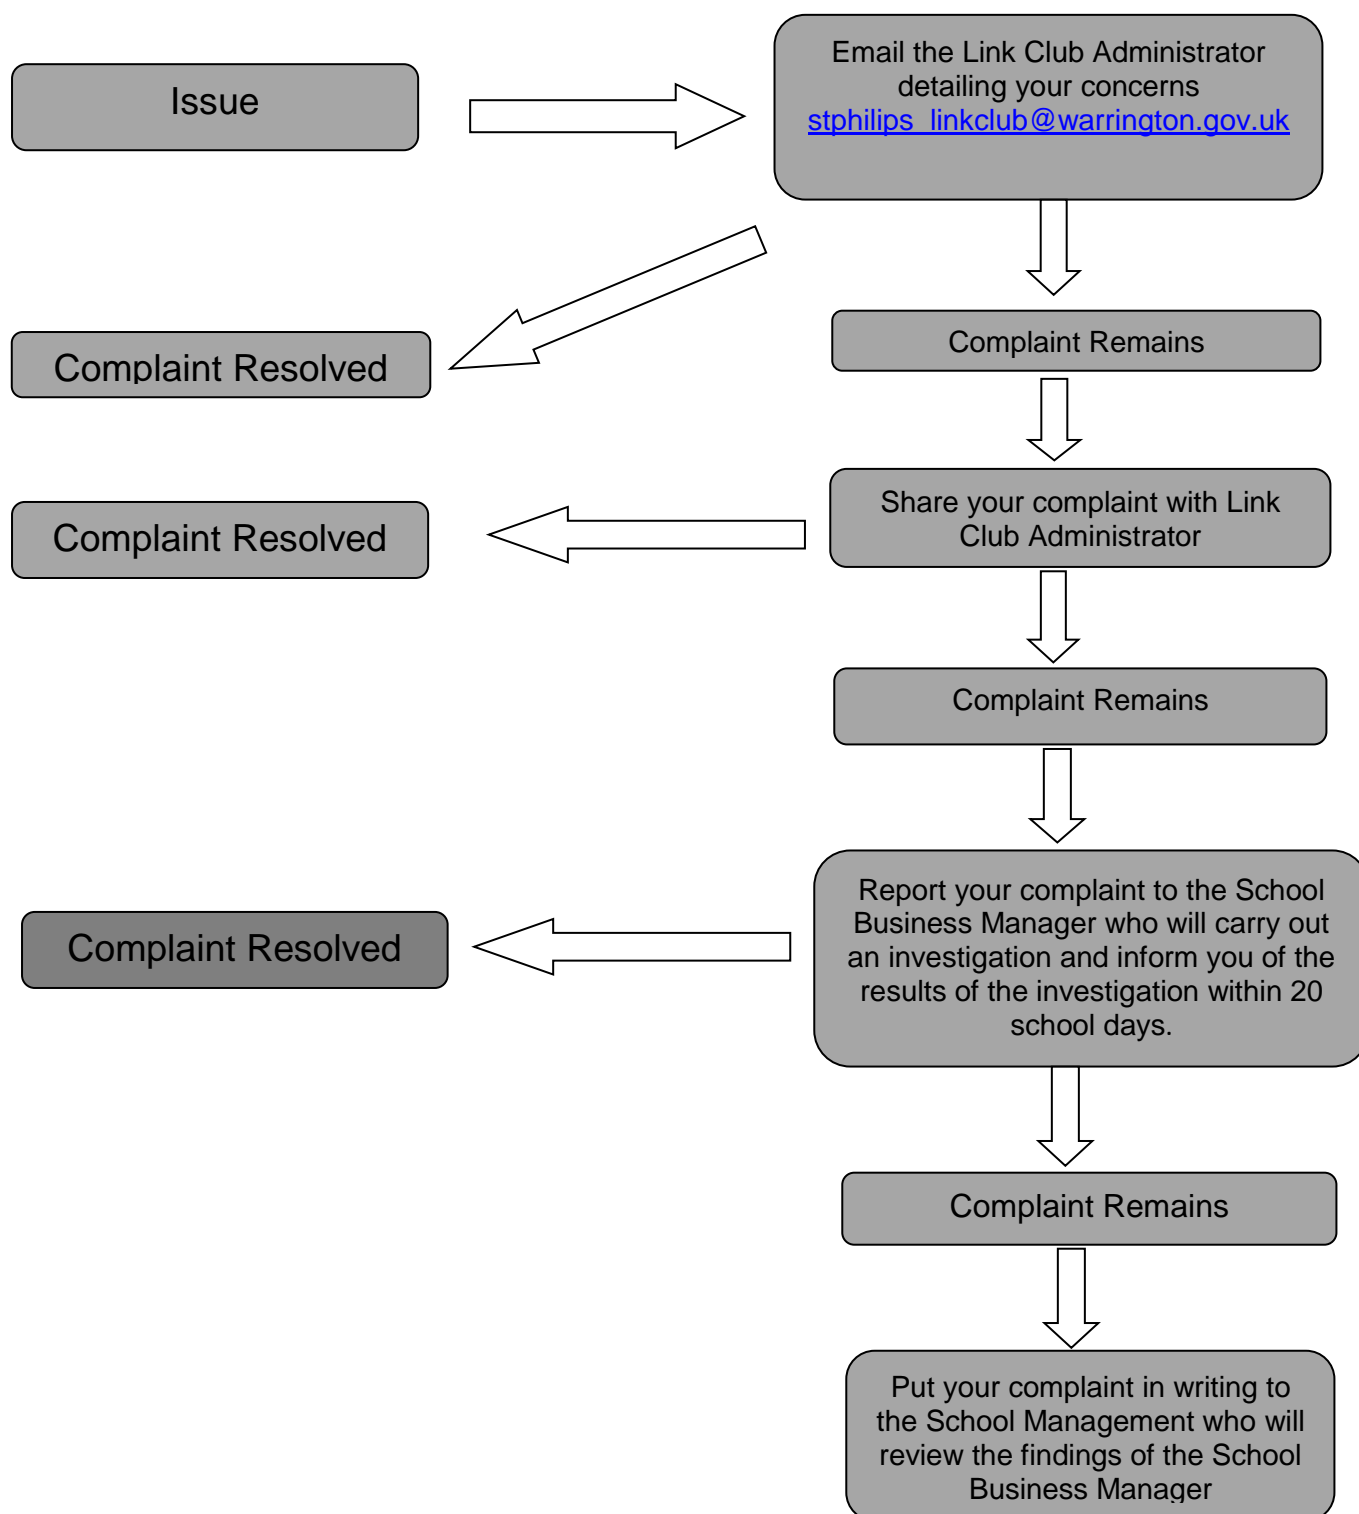 Issue
Email the Link Club Administrator
detailing your concerns
stphilips_linkclub@warrington.gov.uk
Complaint Resolved
Complaint Remains
Complaint Resolved
Share your complaint with Link
Club Administrator
Complaint Remains
Report your complaint to the School
Business Manager who will carry out
an investigation and inform you of the
results of the investigation within 20
school days.
Complaint Resolved
Complaint Remains
Put your complaint in writing to
the School Management who will
review the findings of the School
Business Manager